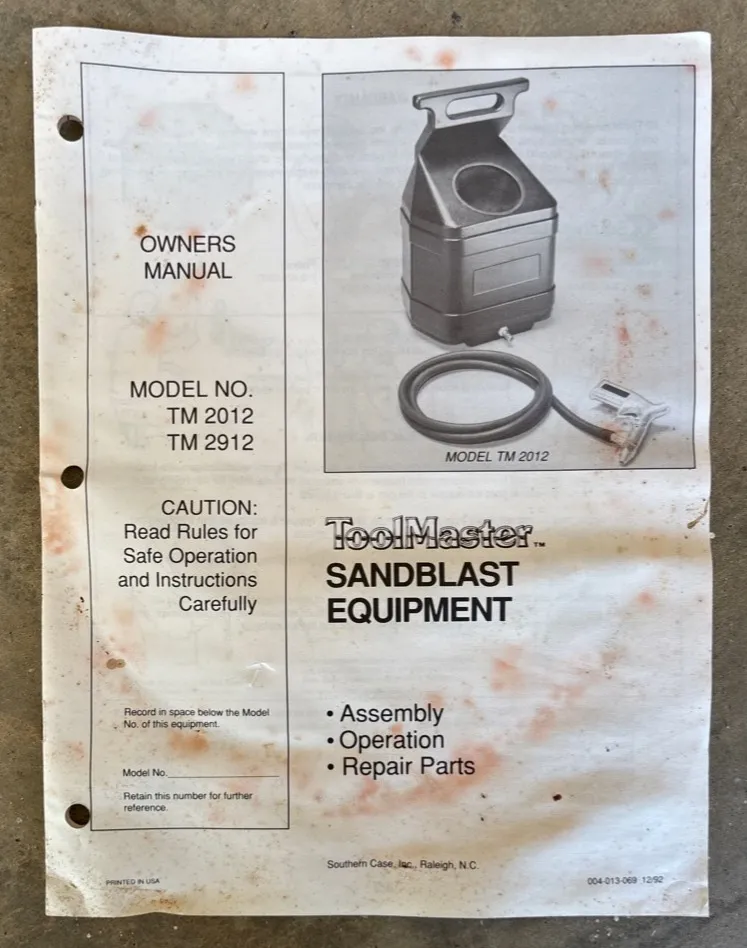 OWNERS
MANUAL
MODEL NO.
TM 2012
TM 2912
CAUTION:
Read Rules for
Safe Operation
and Instructions
Carefully
Record in space below the Model
No. of this equipment.
Model No.
Retain this number for further
reference.
PRINTED IN USA
MODEL TM 2012
ToolMaster™
SANDBLAST
EQUIPMENT
• Assembly
• Operation
• Repair Parts
Southern Case, Inc., Raleigh, N.C.
004-013-069 12/92